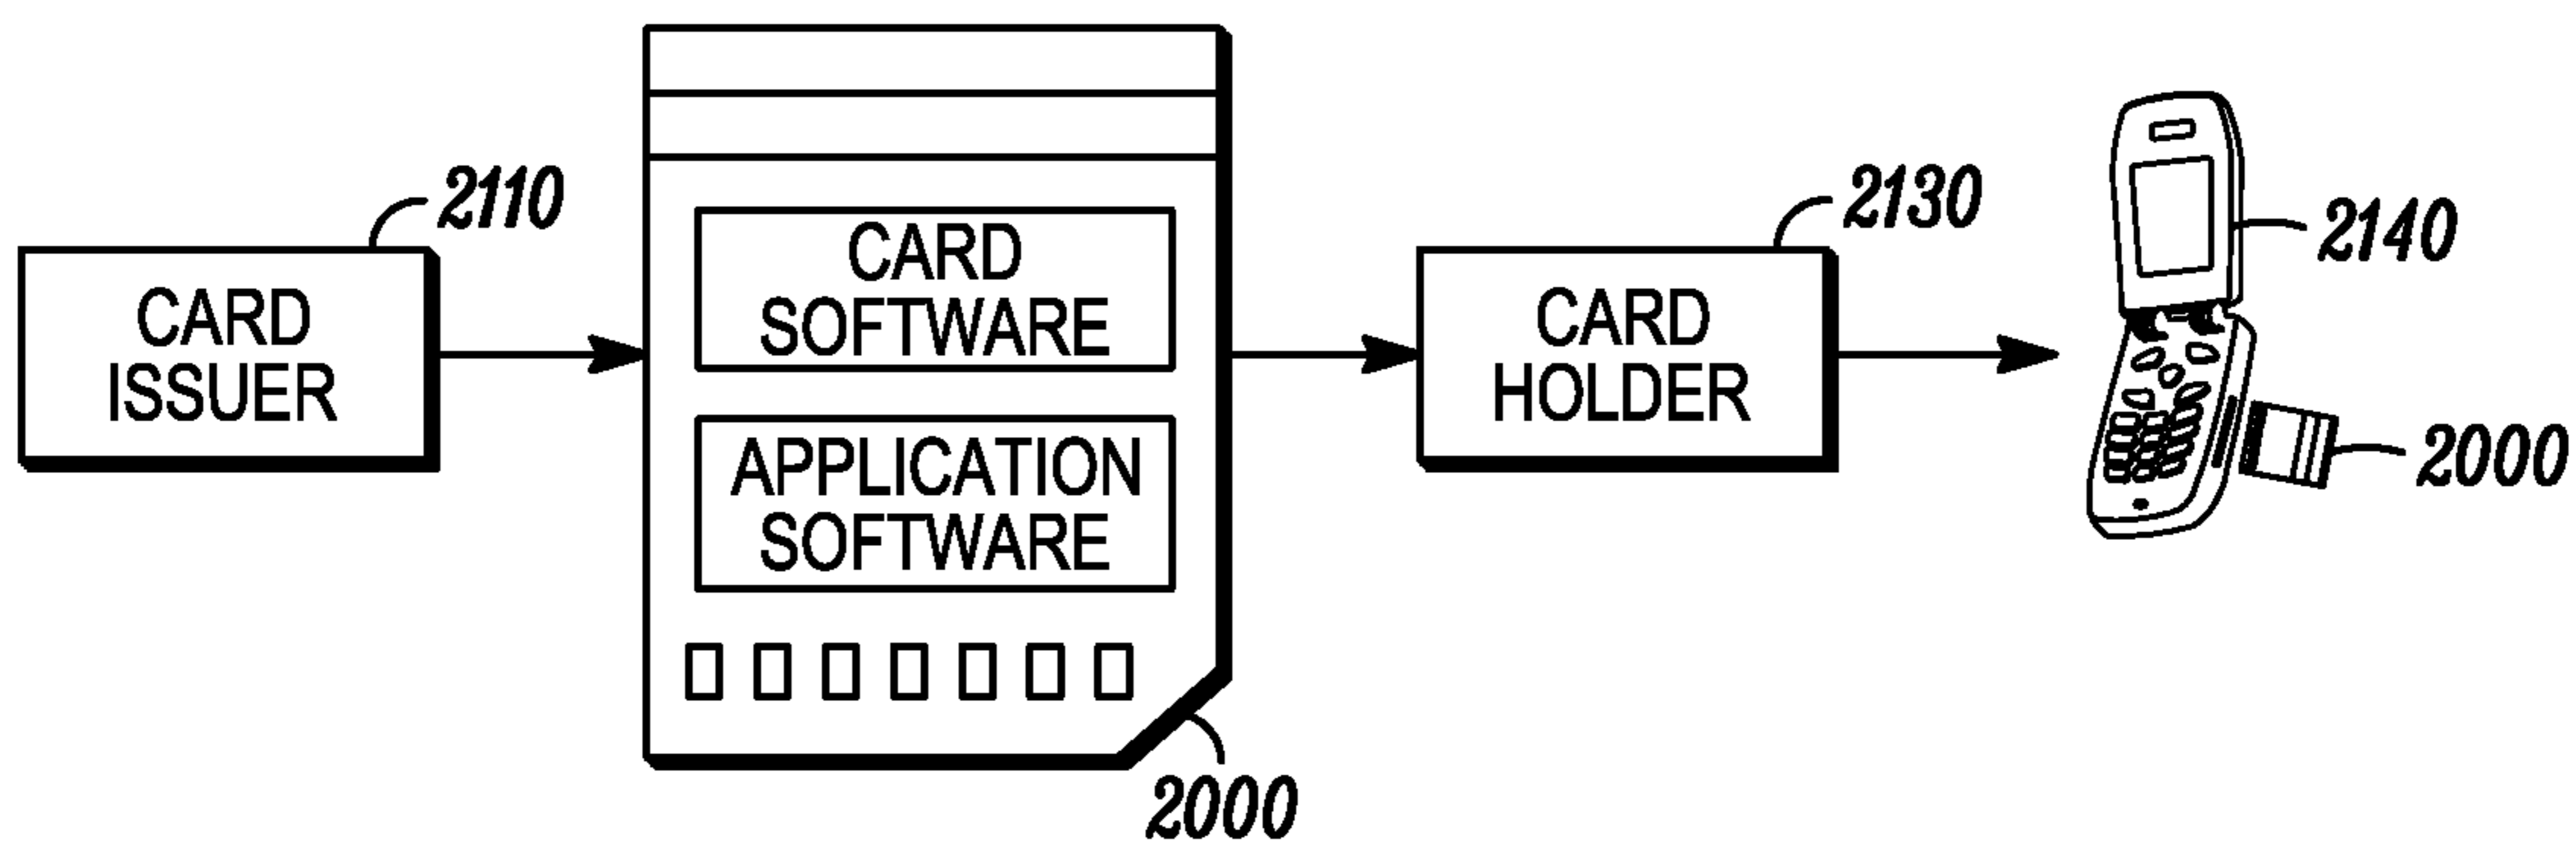 2110
CARD
ISSUER
CARD
SOFTWARE
APPLICATION
SOFTWARE
2000
2130
CARD
HOLDER
2140
2000